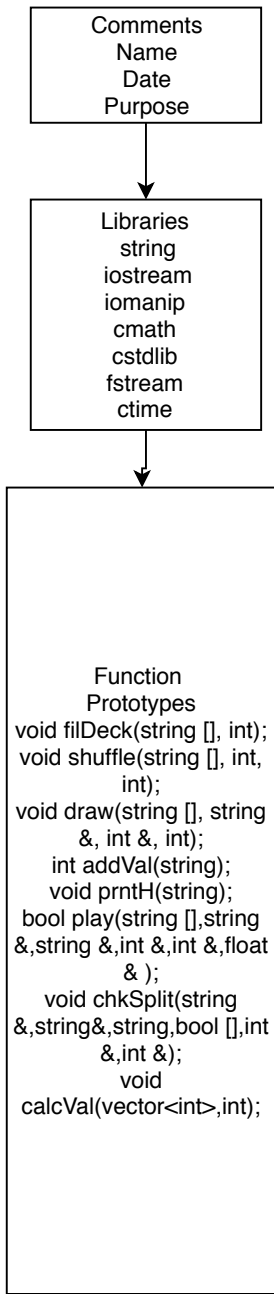 Comments
Name
Date
Purpose
Libraries
string
iostream
iomanip
cmath
cstdlib
fstream
ctime
Function
Prototypes
void filDeck(string [], int);
void shuffle(string [], int,
int);
void draw(string [], string
&, int &, int);
int addVal(string);
void prntH(string);
bool play(string [],string
&,string &,int &,int &,float
& );
void chkSplit(string
&,string&,string,bool [],int
&,int &);
void
calcVal(vector<int>,int);